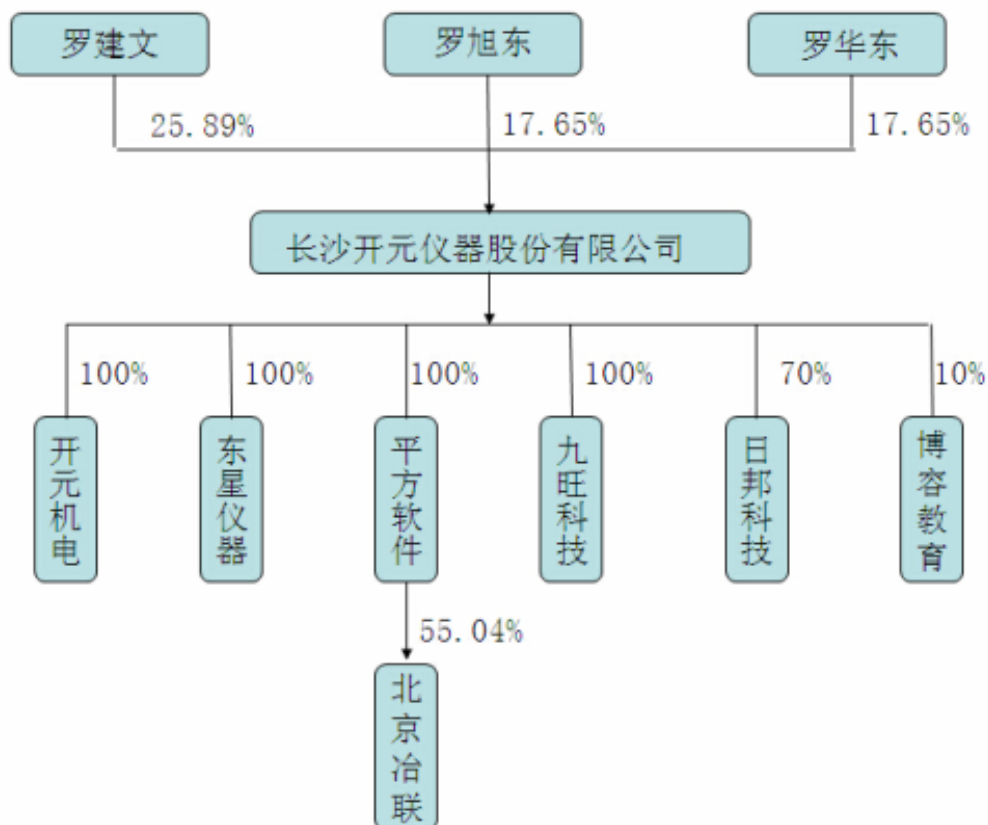 罗建文
罗旭东
罗华东
25.89%
17.65%
17.65%
长沙开元仪器股份有限公司
100%
100%
100%
100%
70%
10%
开元机电
东星仪器
平方软件
九旺科技
日邦科技
博容教育
55.04%
北京冶联